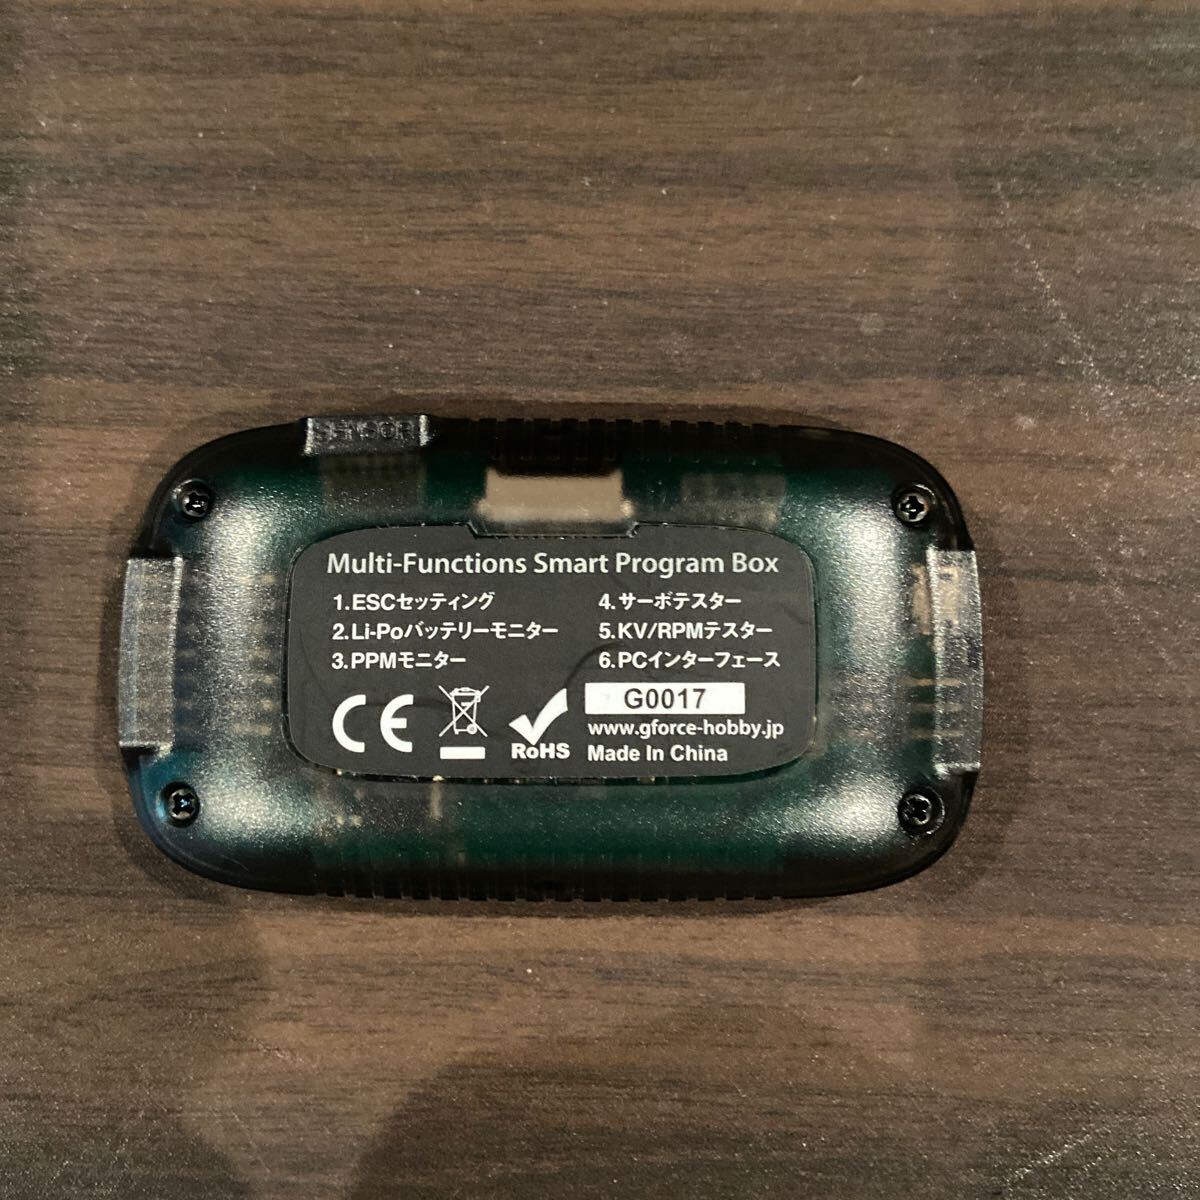 SENSOR
Multi-Functions Smart Program Box
1.ESCセッティング
2.Li-Poバッテリーモニター
3.PPMモニター
4.サーボテスター
5.KV/RPMテスター
6.PCインターフェース
CE
RoHS
G0017
www.gforce-hobby.jp
Made In China